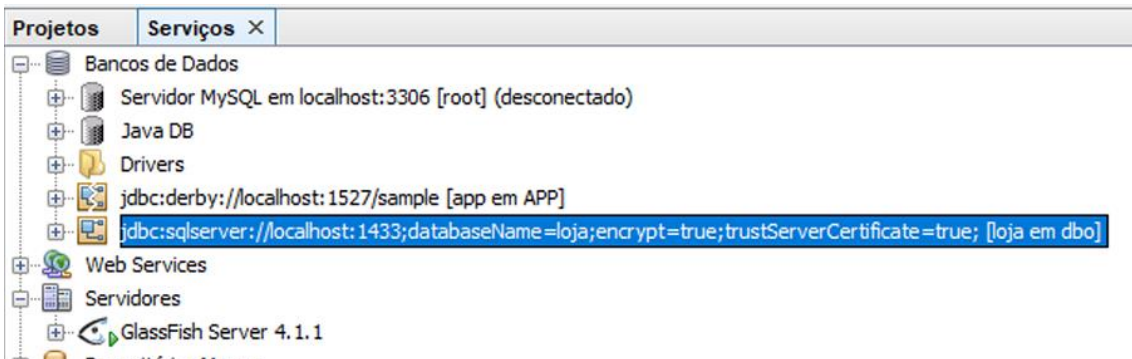 Projetos Serviços ×
Bancos de Dados
Servidor MySQL em localhost:3306 [root] (desconectado)
Java DB
Drivers
jdbc:derby://localhost:1527/sample [app em APP]
jdbc:sqlserver://localhost:1433;databaseName=loja;encrypt=true;trustServerCertificate=true; [loja em dbo]
Web Services
Servidores
GlassFish Server 4.1.1